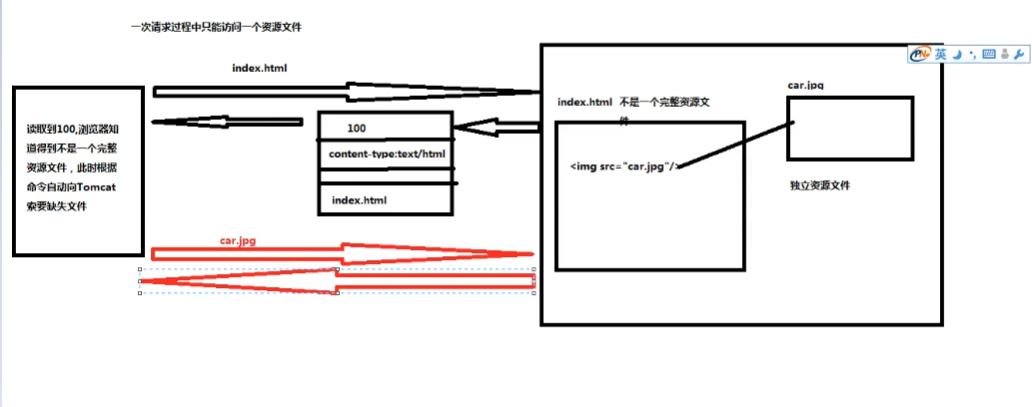 一次请求过程中只能访问一个资源文件
英
index.html
car.jpg
index.html 不是一个完整资源文
件
100
读取到100,浏览器知
道得到不是一个完整
资源文件，此时根据
命令自动向Tomcat
索要缺失文件
content-type:text/html
<img src="car.jpg"/>
独立资源文件
index.html
car.jpg